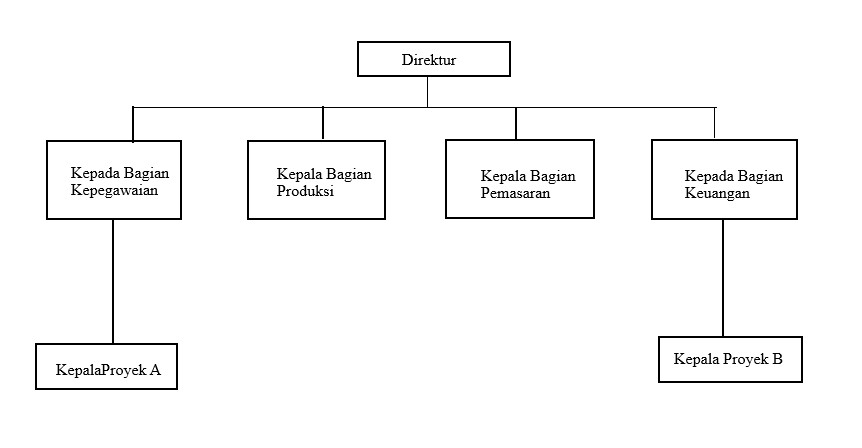 Direktur
Kepada Bagian
Kepegawaian
Kepala Bagian
Produksi
Kepala Bagian
Pemasaran
Kepada Bagian
Keuangan
KepalaProyek A
Kepala Proyek B